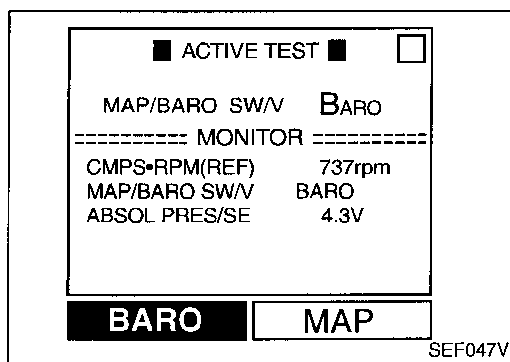 ■ ACTIVE TEST ■
MAP/BARO SW/V BARO
========== MONITOR ==========
CMPS•RPM(REF) 737rpm
MAP/BARO SW/V BARO
ABSOL PRES/SE 4.3V
BARO MAP
SEF047V